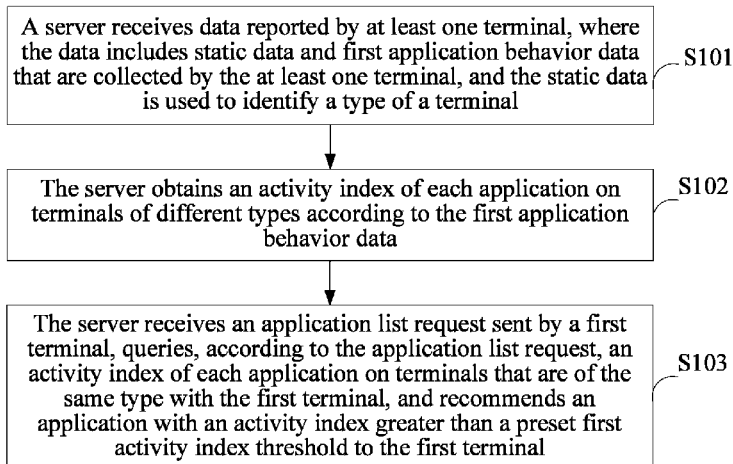 A server receives data reported by at least one terminal, where
the data includes static data and first application behavior data
that are collected by the at least one terminal, and the static data
is used to identify a type of a terminal
S101
The server obtains an activity index of each application on
terminals of different types according to the first application
behavior data
S102
The server receives an application list request sent by a first
terminal, queries, according to the application list request, an
activity index of each application on terminals that are of the
same type with the first terminal, and recommends an
application with an activity index greater than a preset first
activity index threshold to the first terminal
S103